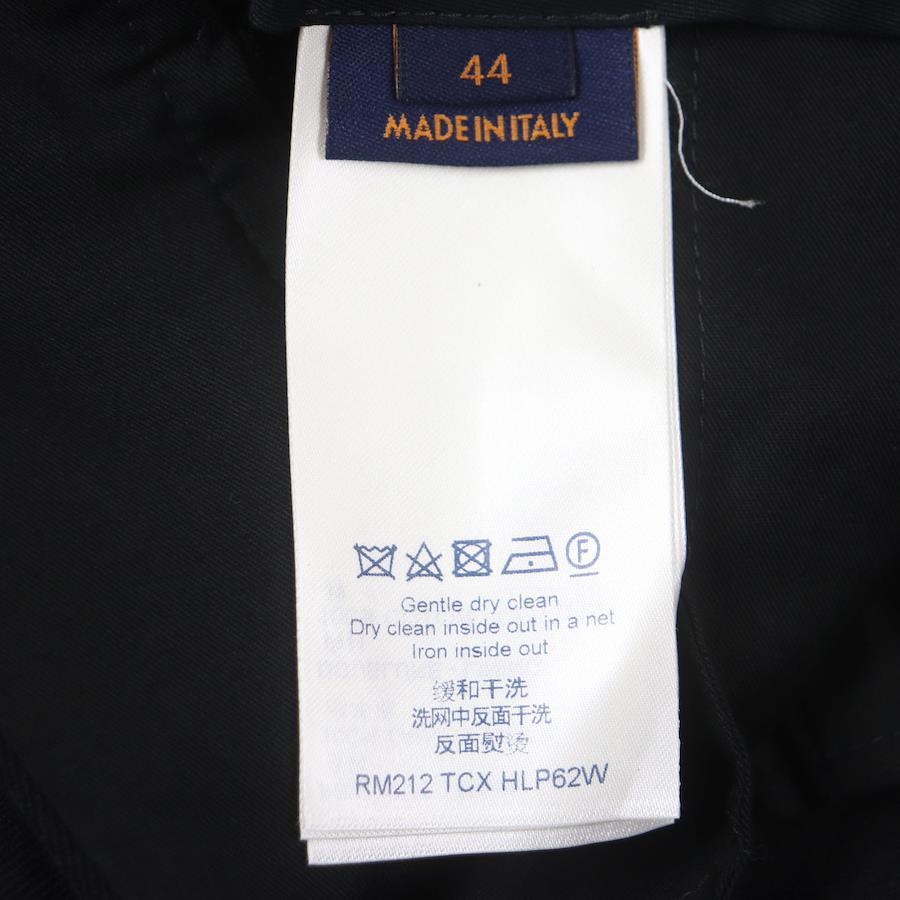 44
MADE IN ITALY
F
Gentle dry clean
Dry clean inside out in a net
Iron inside out
缓和干洗
洗网中反面干洗
反面熨烫
RM212 TCX HLP62W